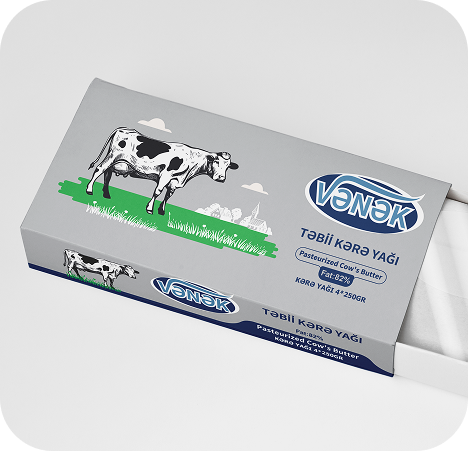 VƏNƏK
TƏBİİ KƏRƏ YAĞI
Pasteurized Cow's Butter
Fat:82%
KƏRƏ YAĞI 4*250GR
VƏNƏK
TƏBİİ KƏRƏ YAĞI
Fat:82%
Pasteurized Cow's Butter
KƏRƏ YAĞI 4*250GR